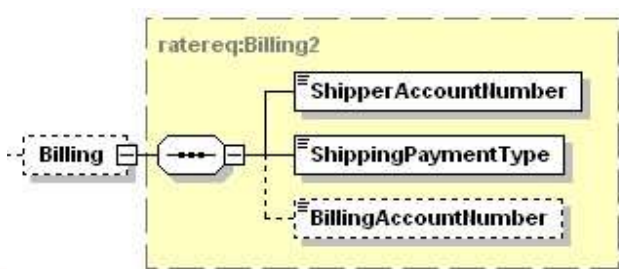 ratereq:Billing2
ShipperAccountNumber
Billing
ShippingPaymentType
BillingAccountNumber